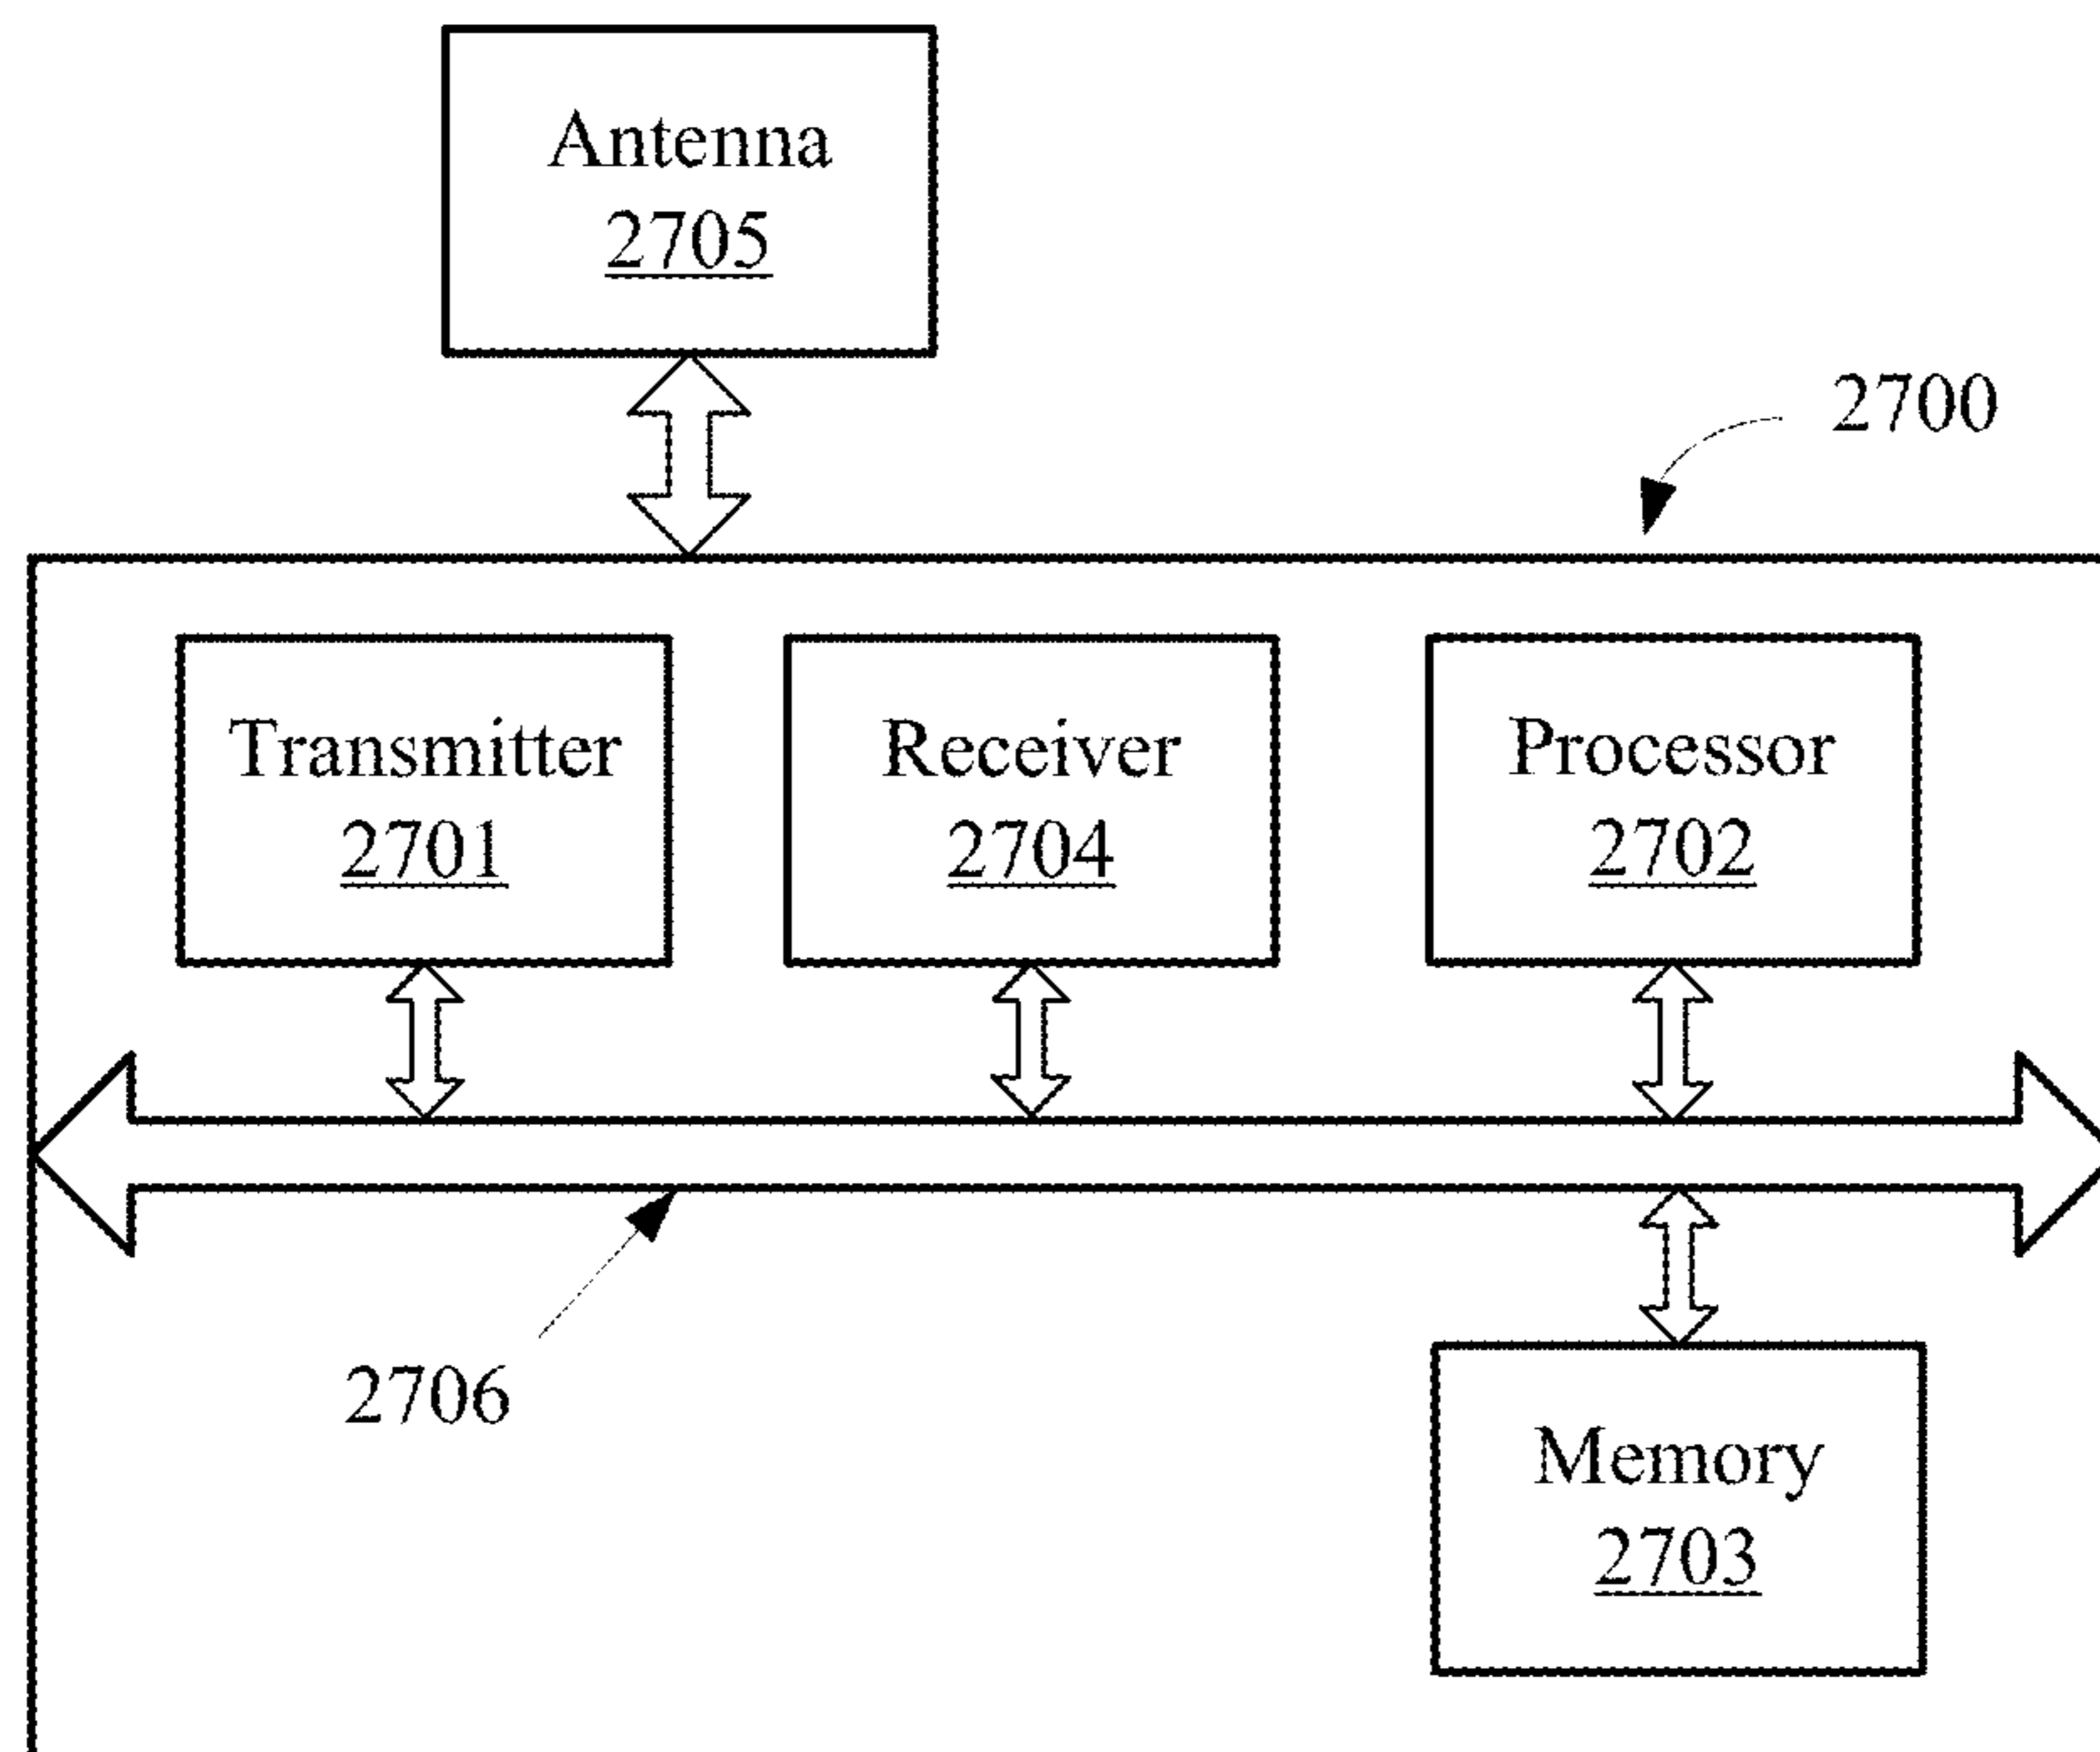 Antenna
2705
2700
Transmitter
2701
Receiver
2704
Processor
2702
2706
Memory
2703